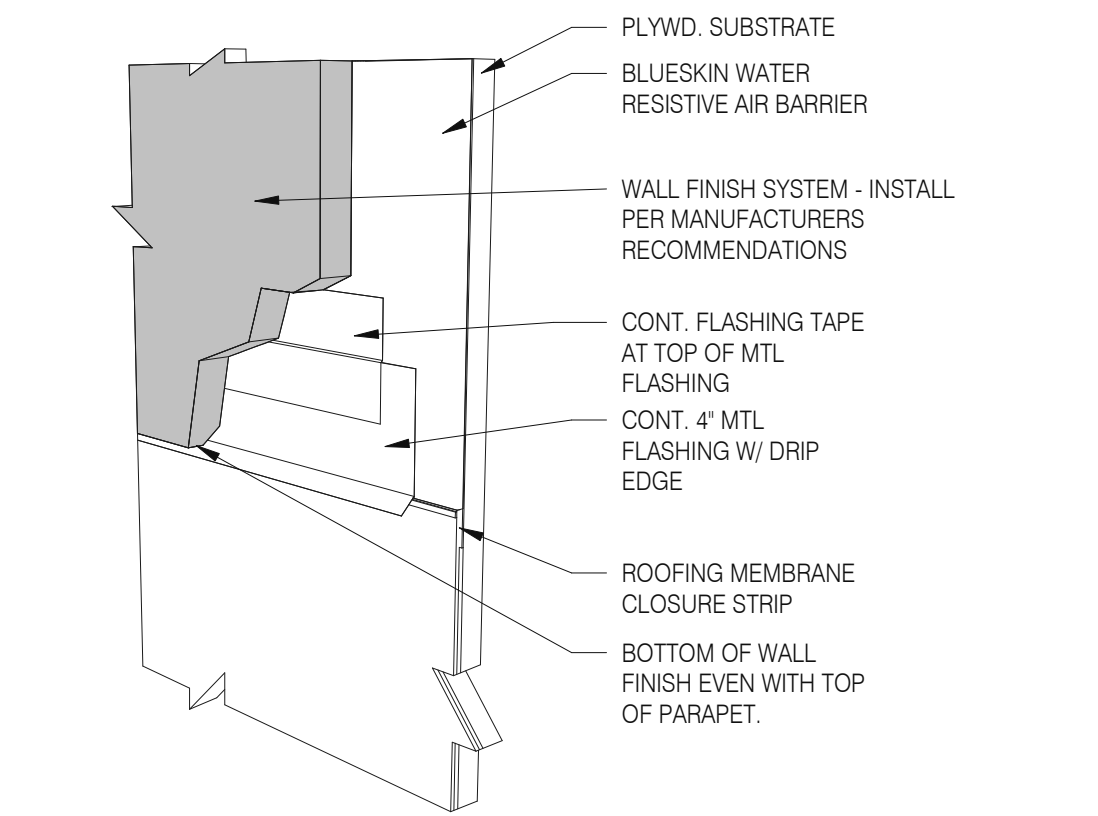 PLYWD. SUBSTRATE
BLUESKIN WATER
RESISTIVE AIR BARRIER
WALL FINISH SYSTEM - INSTALL
PER MANUFACTURERS
RECOMMENDATIONS
CONT. FLASHING TAPE
AT TOP OF MTL
FLASHING
CONT. 4" MTL
FLASHING W/ DRIP
EDGE
ROOFING MEMBRANE
CLOSURE STRIP
BOTTOM OF WALL
FINISH EVEN WITH TOP
OF PARAPET.